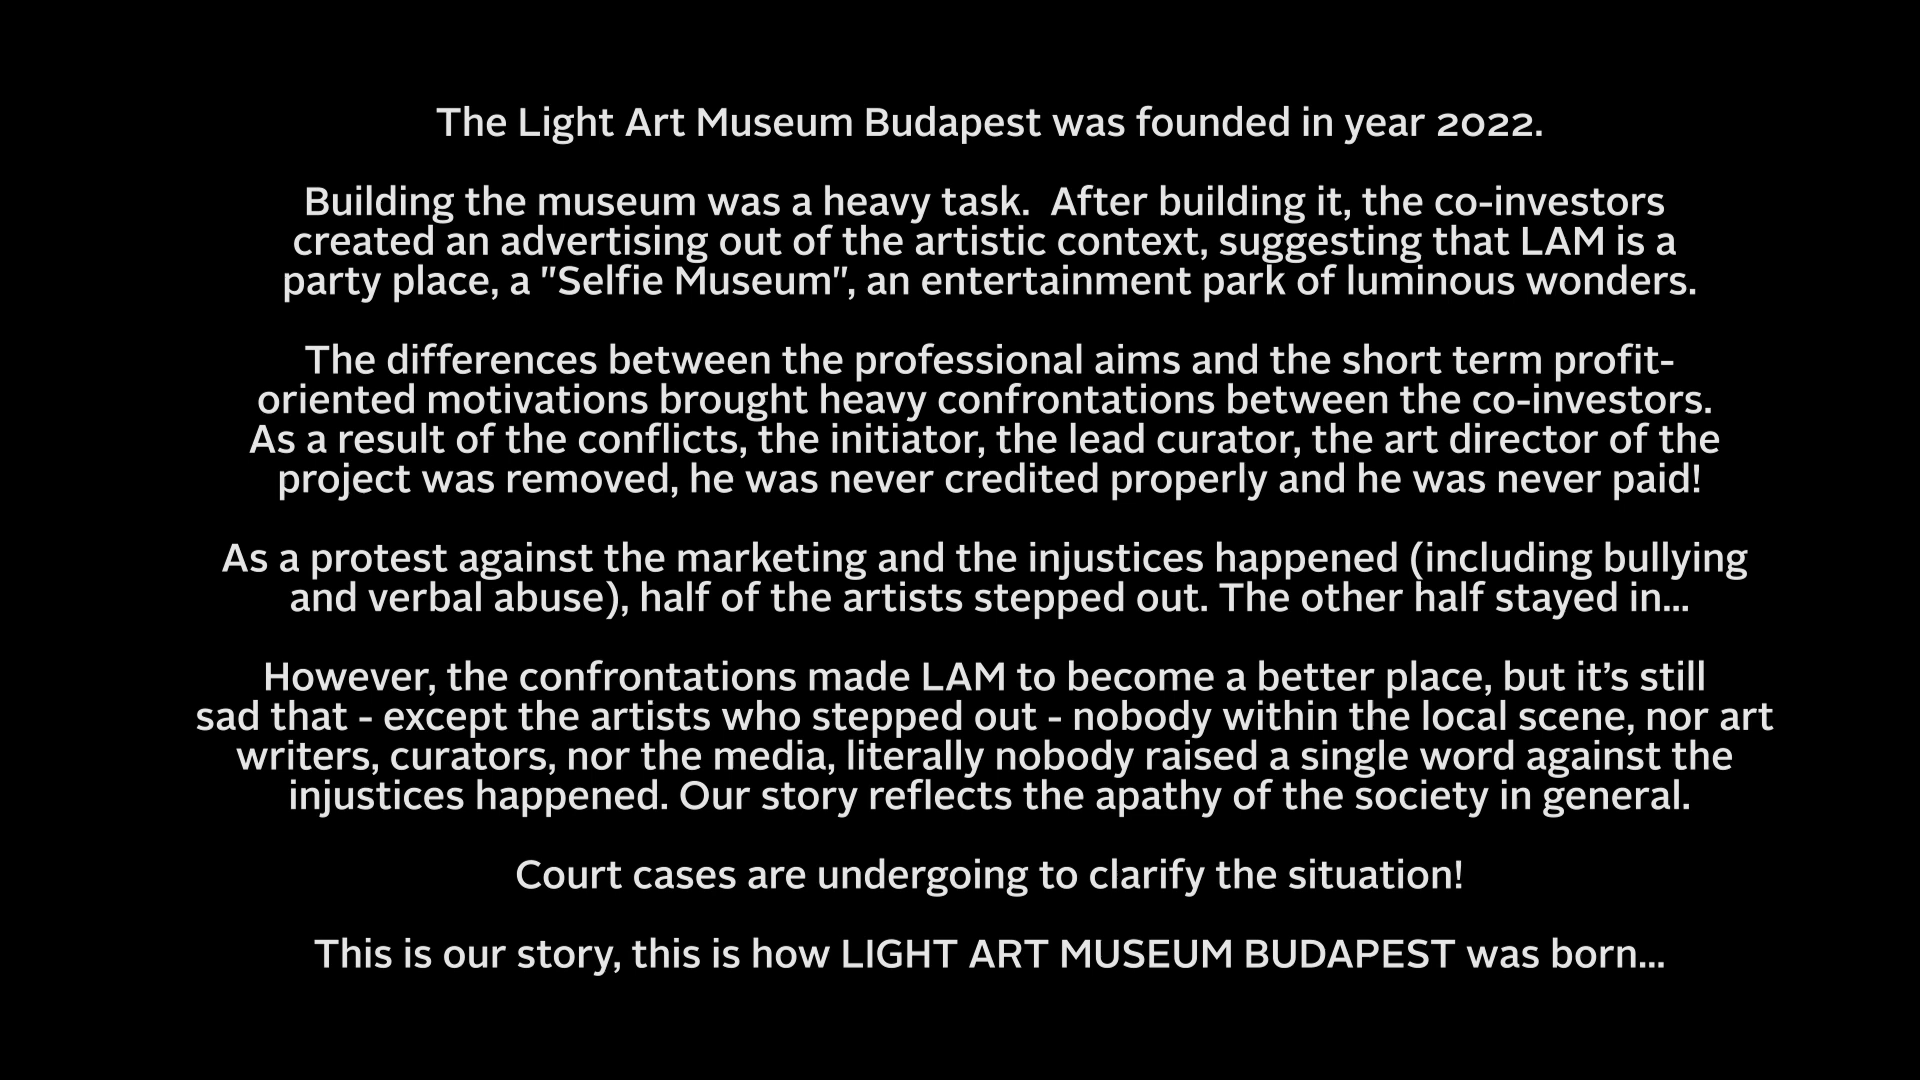 The Light Art Museum Budapest was founded in year 2022.
Building the museum was a heavy task.  After building it, the co-investors
created an advertising out of the artistic context, suggesting that LAM is a
party place, a "Selfie Museum", an entertainment park of luminous wonders.
The differences between the professional aims and the short term profit-
oriented motivations brought heavy confrontations between the co-investors.
As a result of the conflicts, the initiator, the lead curator, the art director of the
project was removed, he was never credited properly and he was never paid!
As a protest against the marketing and the injustices happened (including bullying
and verbal abuse), half of the artists stepped out. The other half stayed in...
However, the confrontations made LAM to become a better place, but it’s still
sad that - except the artists who stepped out - nobody within the local scene, nor art
writers, curators, nor the media, literally nobody raised a single word against the
injustices happened. Our story reflects the apathy of the society in general.
Court cases are undergoing to clarify the situation!
This is our story, this is how LIGHT ART MUSEUM BUDAPEST was born...